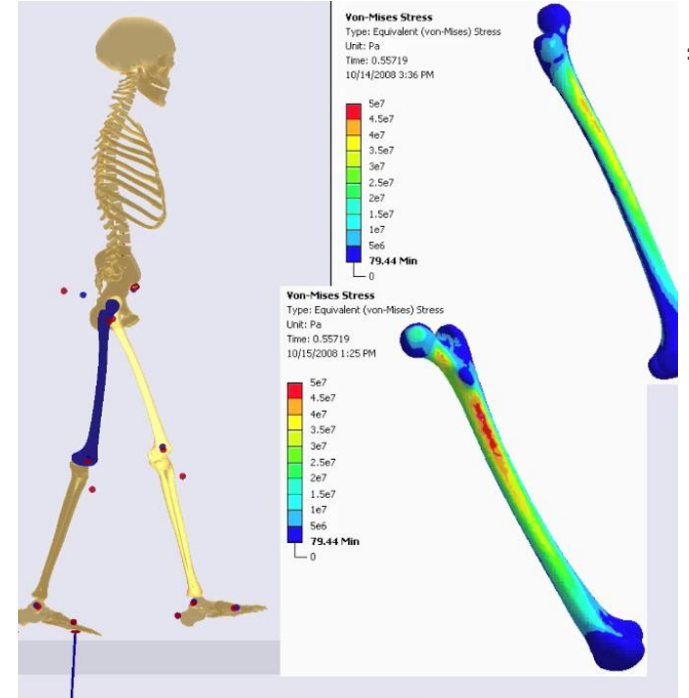 Von-Mises Stress
Type: Equivalent (von-Mises) Stress
Unit: Pa
Time: 0.55719
10/14/2008 3:36 PM
5e7
4.5e7
4e7
3.5e7
3e7
2.5e7
2e7
1.5e7
1e7
5e6
79.44 Min
0
Von-Mises Stress
Type: Equivalent (von-Mises) Stress
Unit: Pa
Time: 0.55719
10/15/2008 1:25 PM
5e7
4.5e7
4e7
3.5e7
3e7
2.5e7
2e7
1.5e7
1e7
5e6
79.44 Min
0